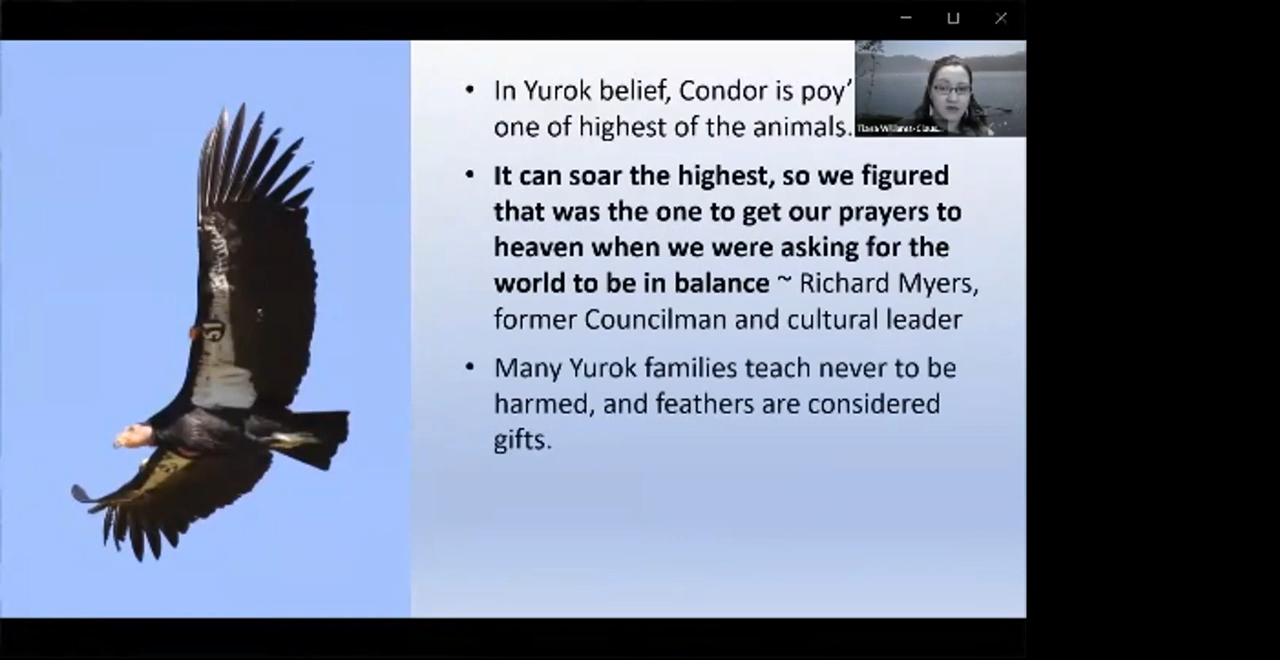 • In Yurok belief, Condor is poy'
one of highest of the animals.
• It can soar the highest, so we figured
that was the one to get our prayers to
heaven when we were asking for the
world to be in balance ~ Richard Myers,
former Councilman and cultural leader
• Many Yurok families teach never to be
harmed, and feathers are considered
gifts.
51